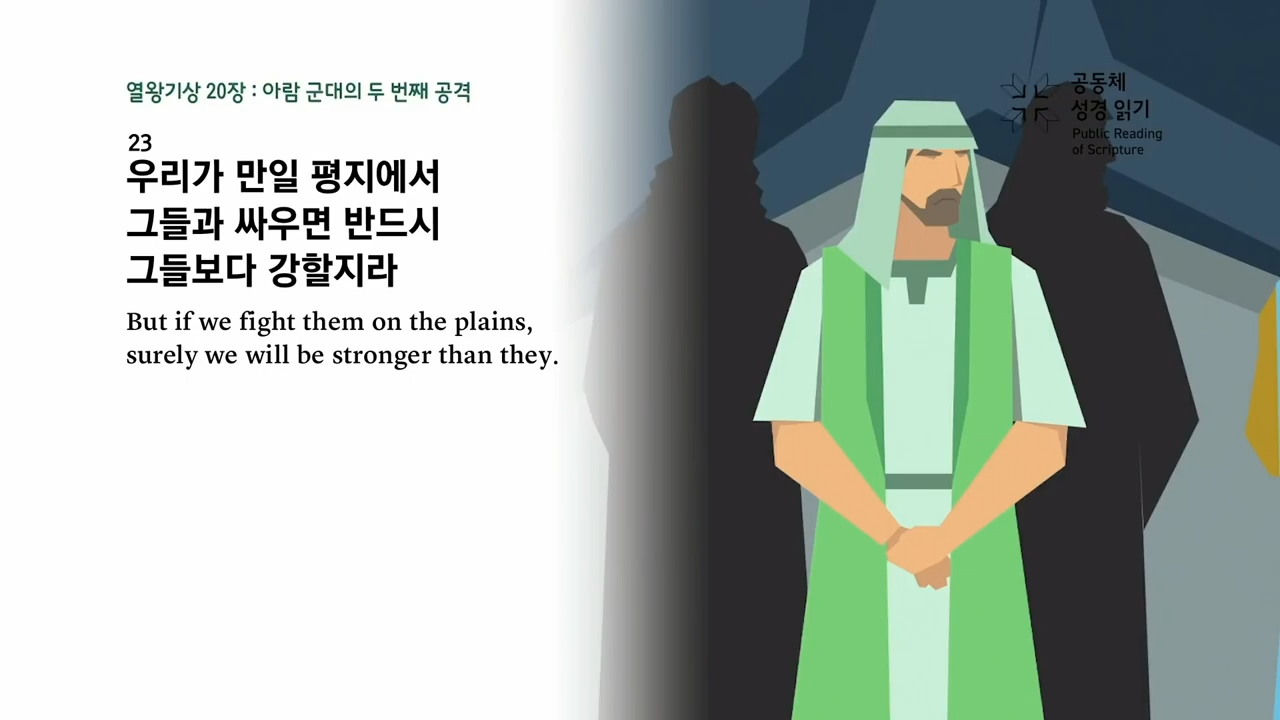 열왕기상 20장 : 아람 군대의 두 번째 공격
23
우리가 만일 평지에서
그들과 싸우면 반드시
그들보다 강할지라
But if we fight them on the plains,
surely we will be stronger than they.
공동체
성경 읽기
Public Reading
of Scripture